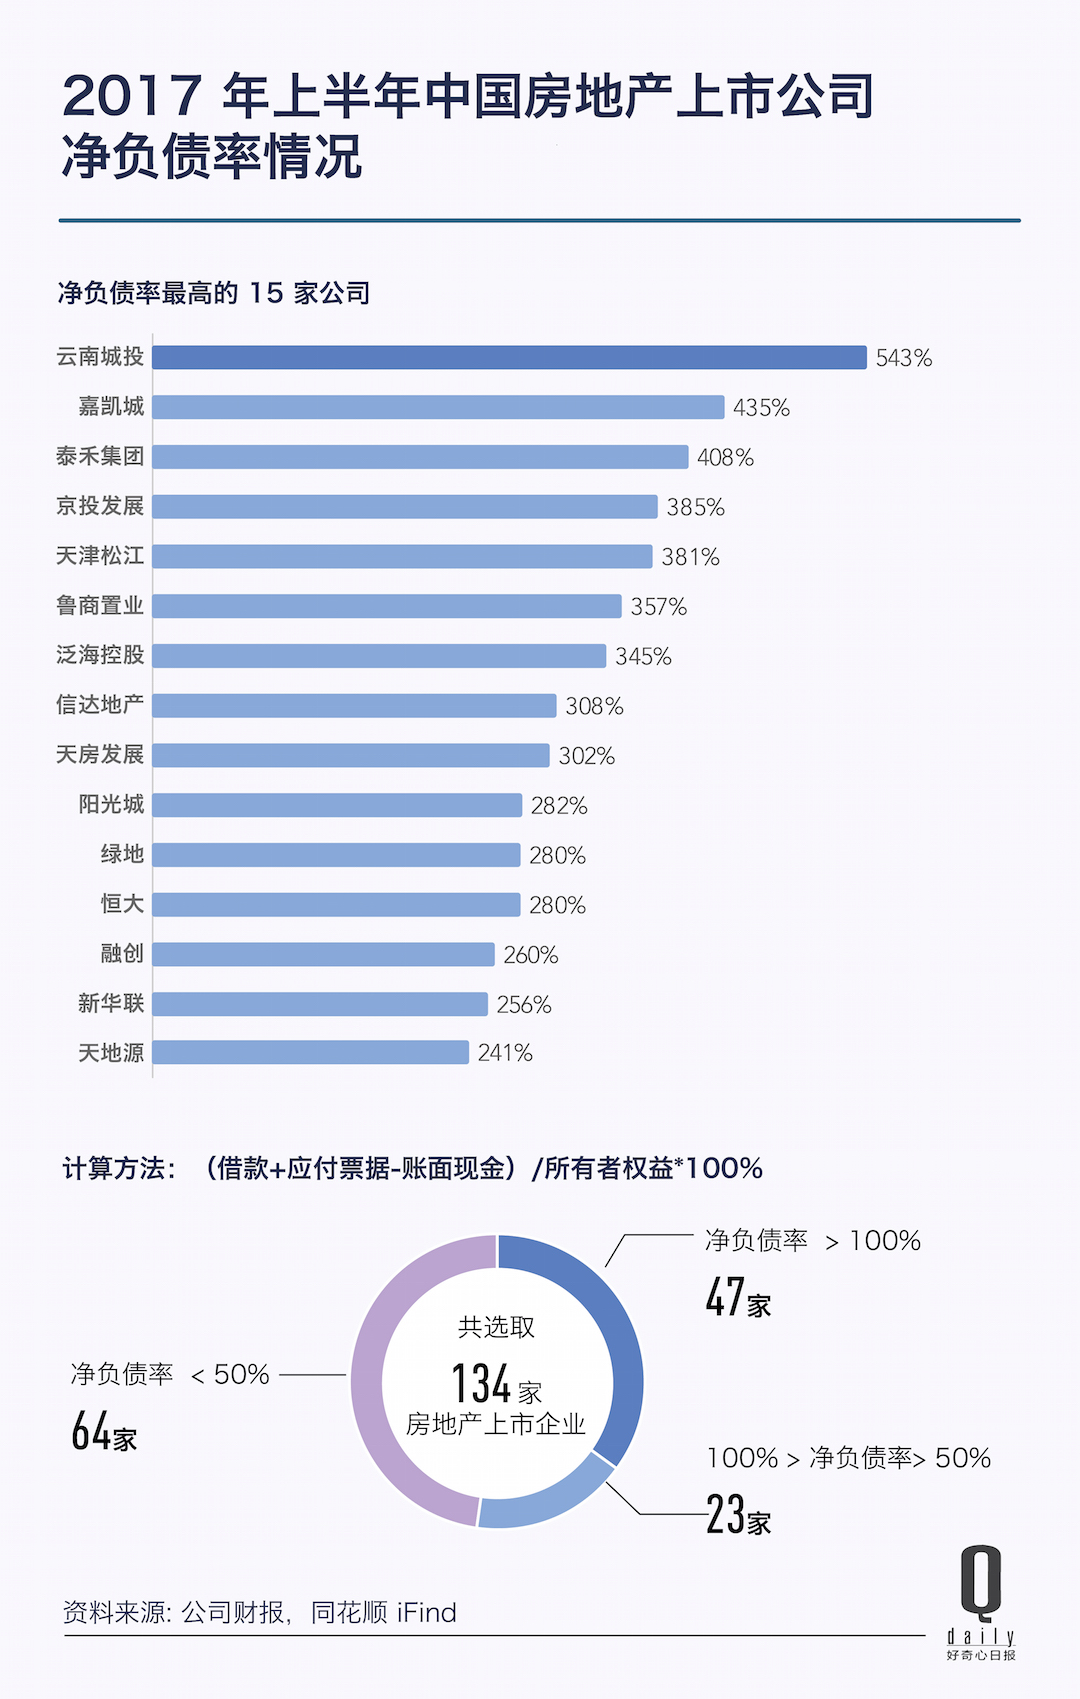 2017 年上半年中国房地产上市公司
净负债率情况
净负债率最高的 15 家公司
云南城投 543%
嘉凯城 435%
泰禾集团 408%
京投发展 385%
天津松江 381%
鲁商置业 357%
泛海控股 345%
信达地产 308%
天房发展 302%
阳光城 282%
绿地 280%
恒大 280%
融创 260%
新华联 256%
天地源 241%
计算方法：（借款+应付票据-账面现金）/所有者权益*100%
净负债率 > 100%
47家
共选取
134 家
房地产上市企业
净负债率 < 50%
64家
100% > 净负债率> 50%
23家
资料来源: 公司财报，同花顺 iFind
Q
daily
好奇心日报